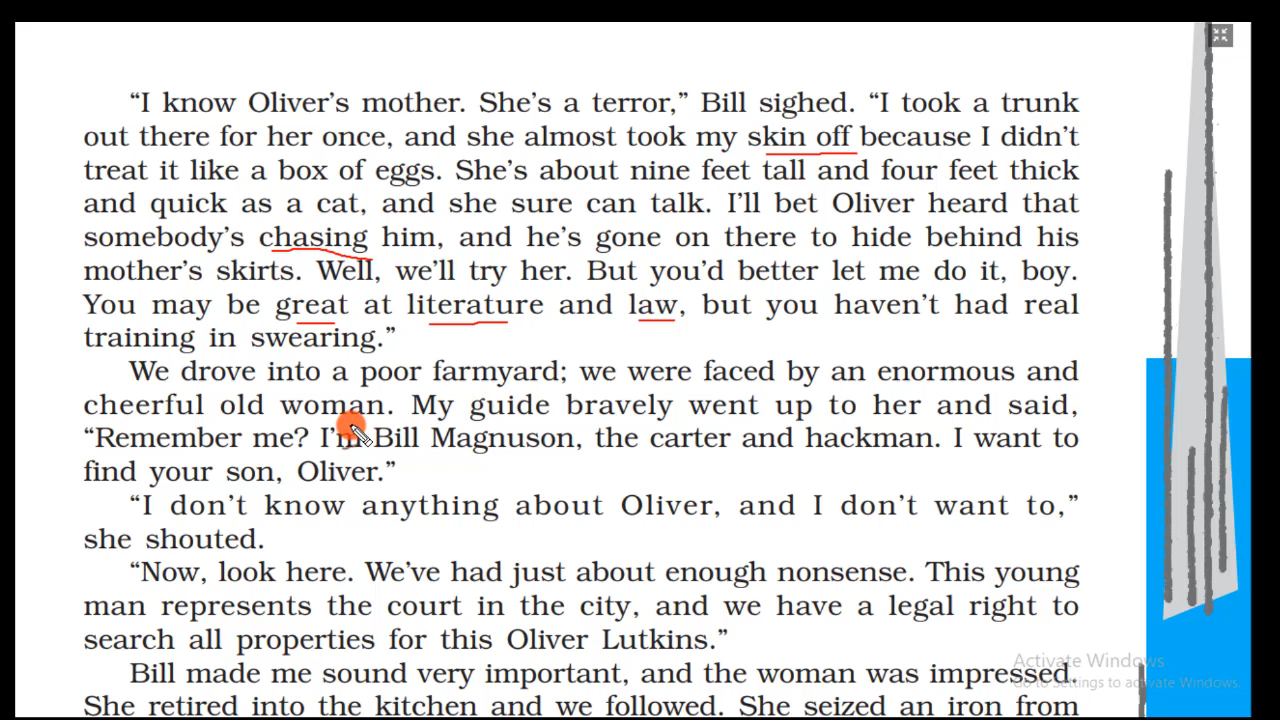 “I know Oliver’s mother. She’s a terror,” Bill sighed. “I took a trunk
out there for her once, and she almost took my skin off because I didn’t
treat it like a box of eggs. She’s about nine feet tall and four feet thick
and quick as a cat, and she sure can talk. I’ll bet Oliver heard that
somebody’s chasing him, and he’s gone on there to hide behind his
mother’s skirts. Well, we’ll try her. But you’d better let me do it, boy.
You may be great at literature and law, but you haven’t had real
training in swearing.”
We drove into a poor farmyard; we were faced by an enormous and
cheerful old woman. My guide bravely went up to her and said,
“Remember me? I’m Bill Magnuson, the carter and hackman. I want to
find your son, Oliver.”
“I don’t know anything about Oliver, and I don’t want to,”
she shouted.
“Now, look here. We’ve had just about enough nonsense. This young
man represents the court in the city, and we have a legal right to
search all properties for this Oliver Lutkins.”
Bill made me sound very important, and the woman was impressed.
She retired into the kitchen and we followed. She seized an iron from
Activate Windows
Go to Settings to activate Windows.